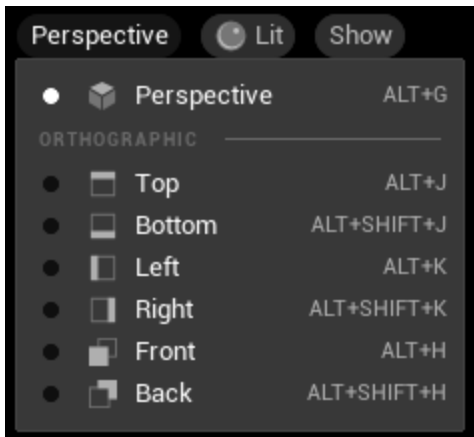 Perspective Lit Show
Perspective ALT+G
ORTHOGRAPHIC
Top ALT+J
Bottom ALT+SHIFT+J
Left ALT+K
Right ALT+SHIFT+K
Front ALT+H
Back ALT+SHIFT+H